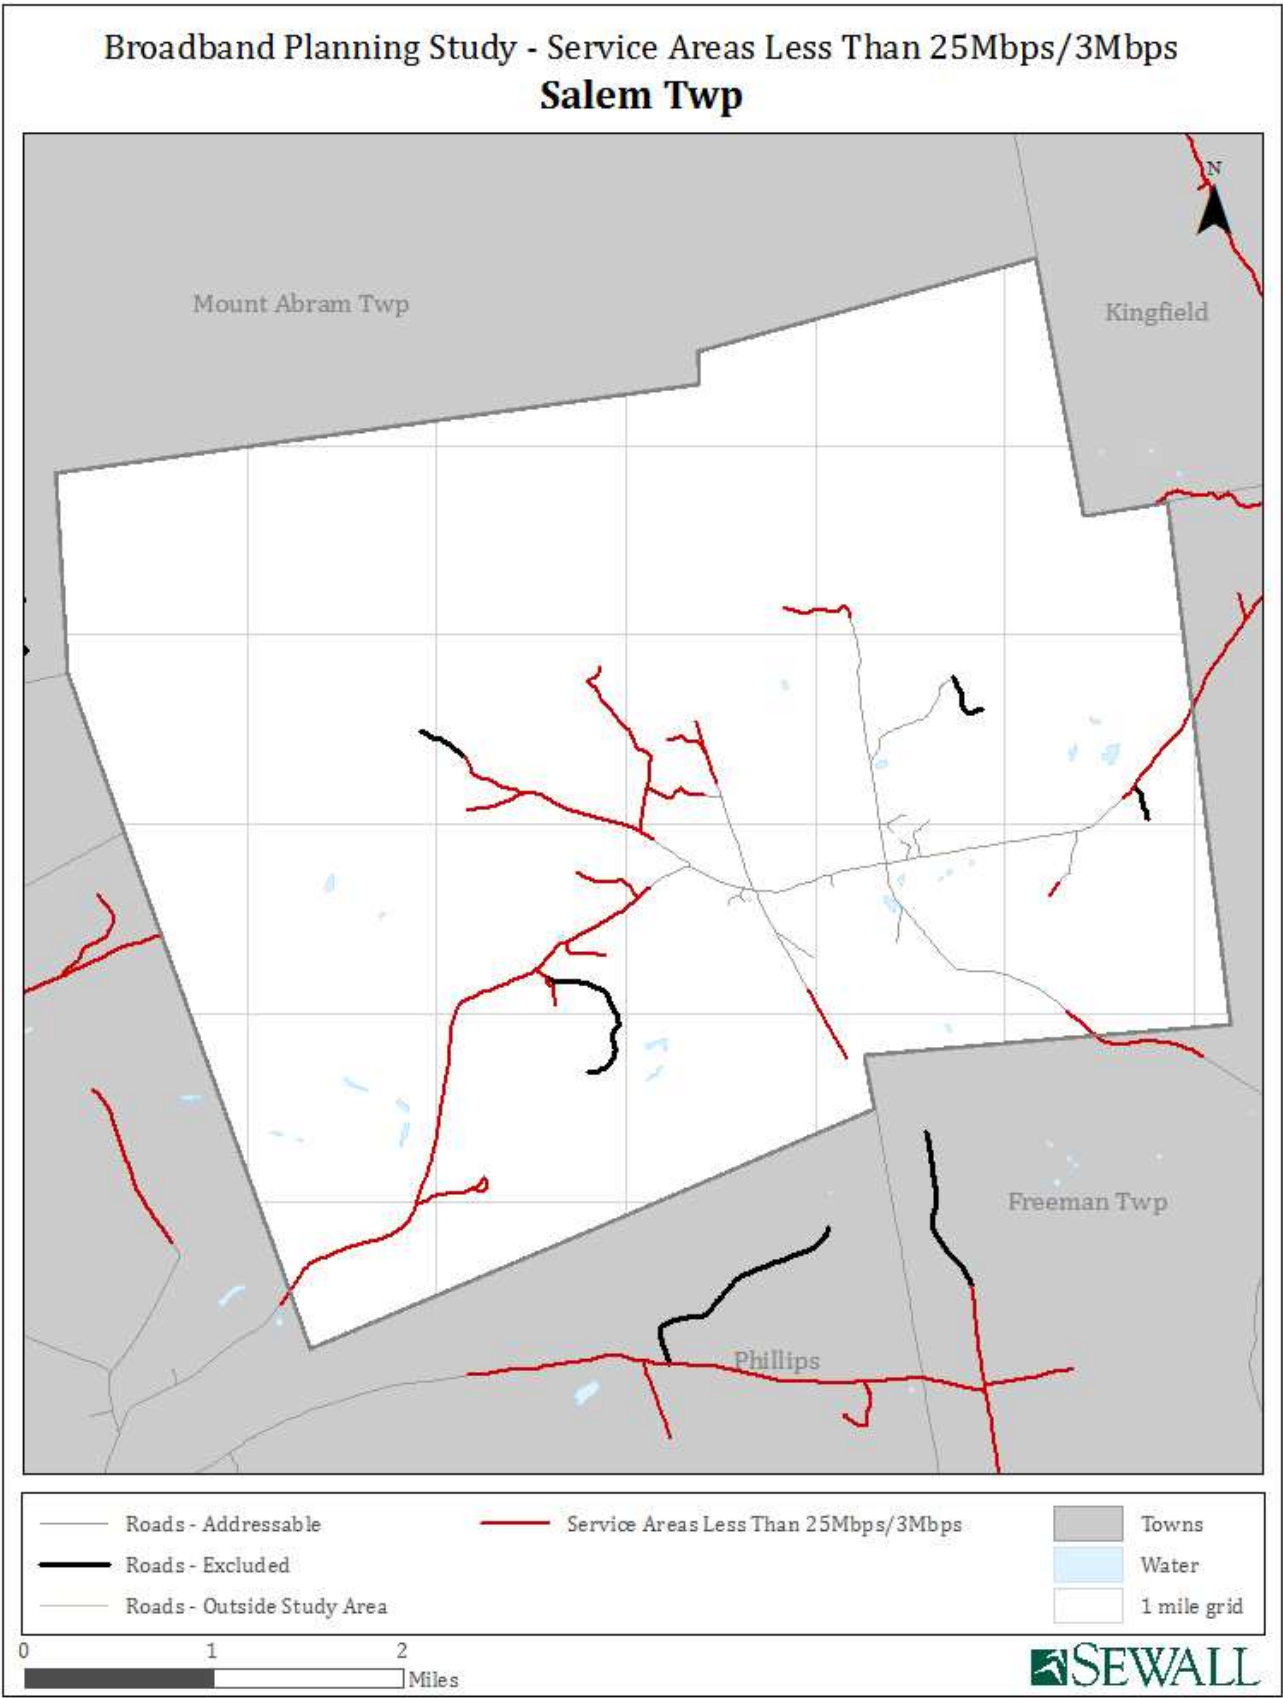 Broadband Planning Study - Service Areas Less Than 25Mbps/3Mbps
Salem Twp
N
Mount Abram Twp
Kingfield
Freeman Twp
Phillips
Roads - Addressable
Service Areas Less Than 25Mbps/3Mbps
Towns
Roads - Excluded
Water
Roads - Outside Study Area
1 mile grid
0 1 2
Miles
SEWALL